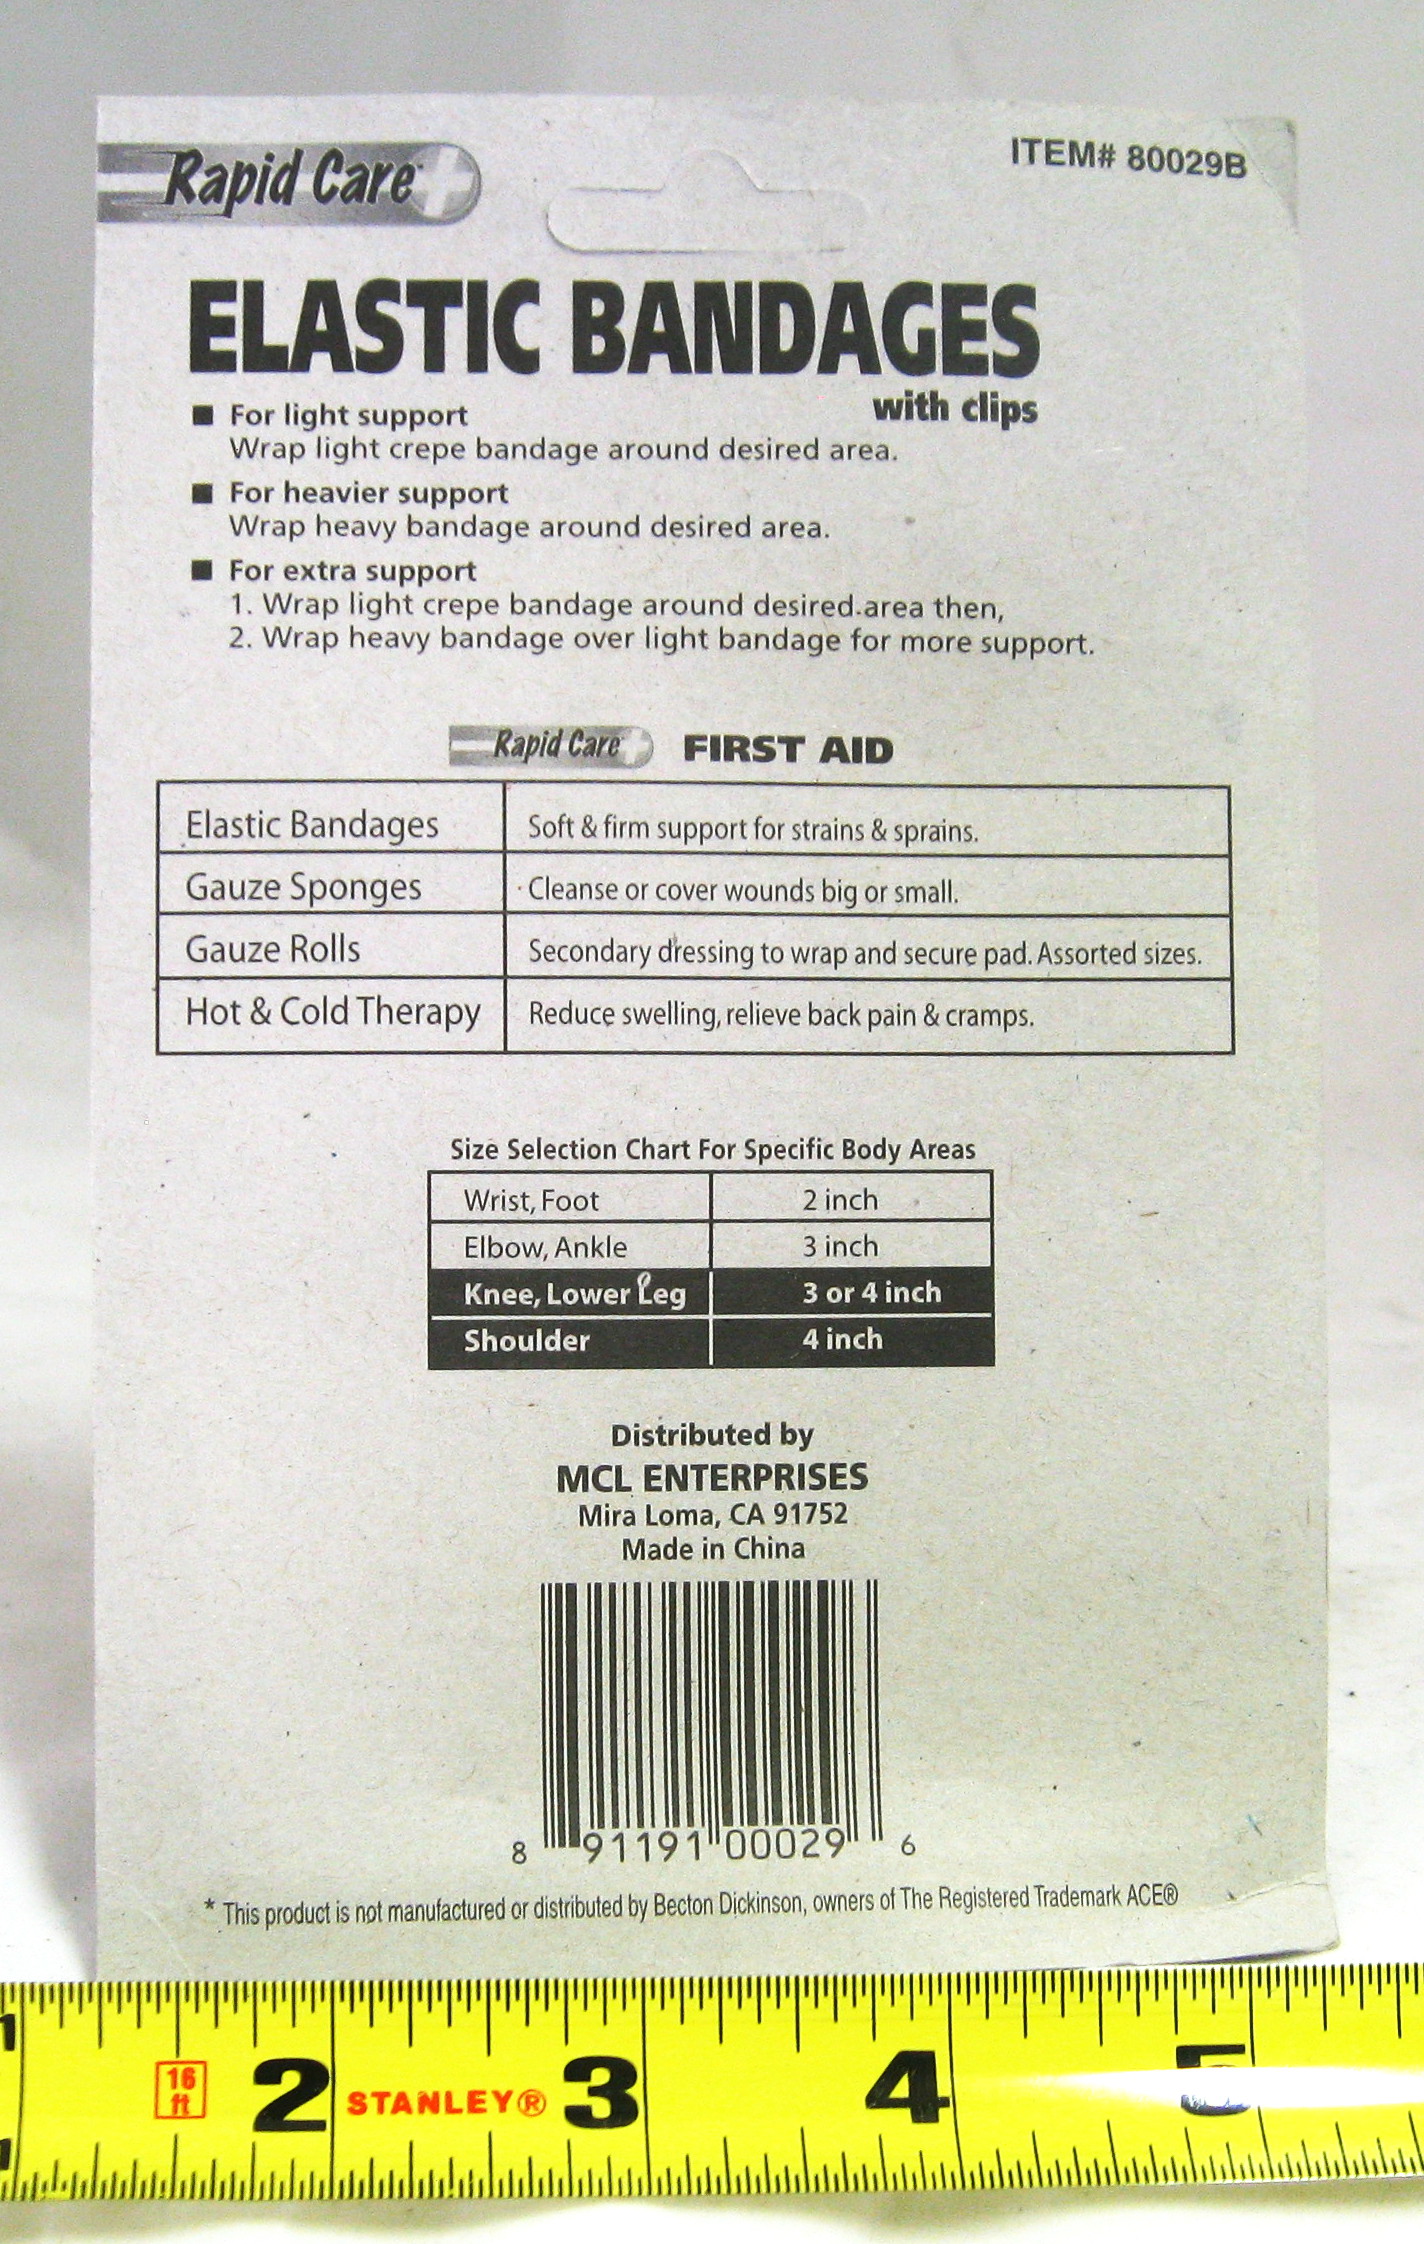 Rapid Care
ITEM# 80029B
ELASTIC BANDAGES
with clips
■ For light support
Wrap light crepe bandage around desired area.
■ For heavier support
Wrap heavy bandage around desired area.
■ For extra support
1. Wrap light crepe bandage around desired area then,
2. Wrap heavy bandage over light bandage for more support.
Rapid Care FIRST AID
Elastic Bandages Soft & firm support for strains & sprains.
Gauze Sponges Cleanse or cover wounds big or small.
Gauze Rolls Secondary dressing to wrap and secure pad. Assorted sizes.
Hot & Cold Therapy Reduce swelling, relieve back pain & cramps.
Size Selection Chart For Specific Body Areas
Wrist, Foot 2 inch
Elbow, Ankle 3 inch
Knee, Lower Leg 3 or 4 inch
Shoulder 4 inch
Distributed by
MCL ENTERPRISES
Mira Loma, CA 91752
Made in China
8 91191 00029 6
* This product is not manufactured or distributed by Becton Dickinson, owners of The Registered Trademark ACE®
1 16 ft 2 STANLEY® 3 4 5
1